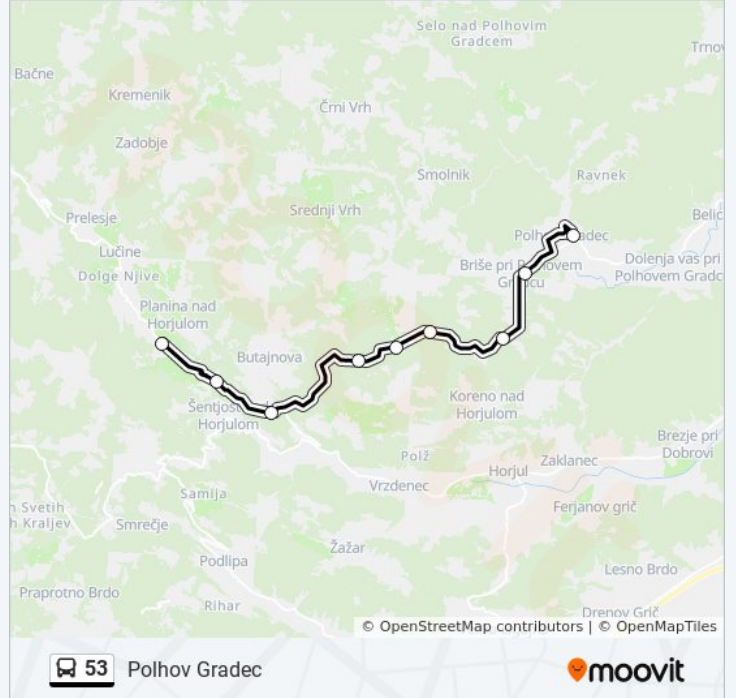 Selo nad Polhovim
Gradcem
Trnov
Bačne
Kremenik
Črni Vrh
Zadobje
Smolnik
Ravnek
Srednji Vrh
Prelesje
Belic
Polhov Gradec
Lučine
Dolenja vas pri
Polhovem Gradc
Briše pri Polhovem
Gradcu
Dolge Njive
Planina nad
Horjulom
Butajnova
Koreno nad
Horjulom
Šentjošt nad
Horjulom
Brezje pri
Dobrovi
Polž
Zaklanec
Horjul
Vrzdenec
Samija
n Svetih
h Kraljev
Ferjanov grič
Smrečje
Žažar
Podlipa
Lesno Brdo
Praprotno Brdo
Rihar
Drenov Grič
© OpenStreetMap contributors | © OpenMapTiles
53 Polhov Gradec
moovit